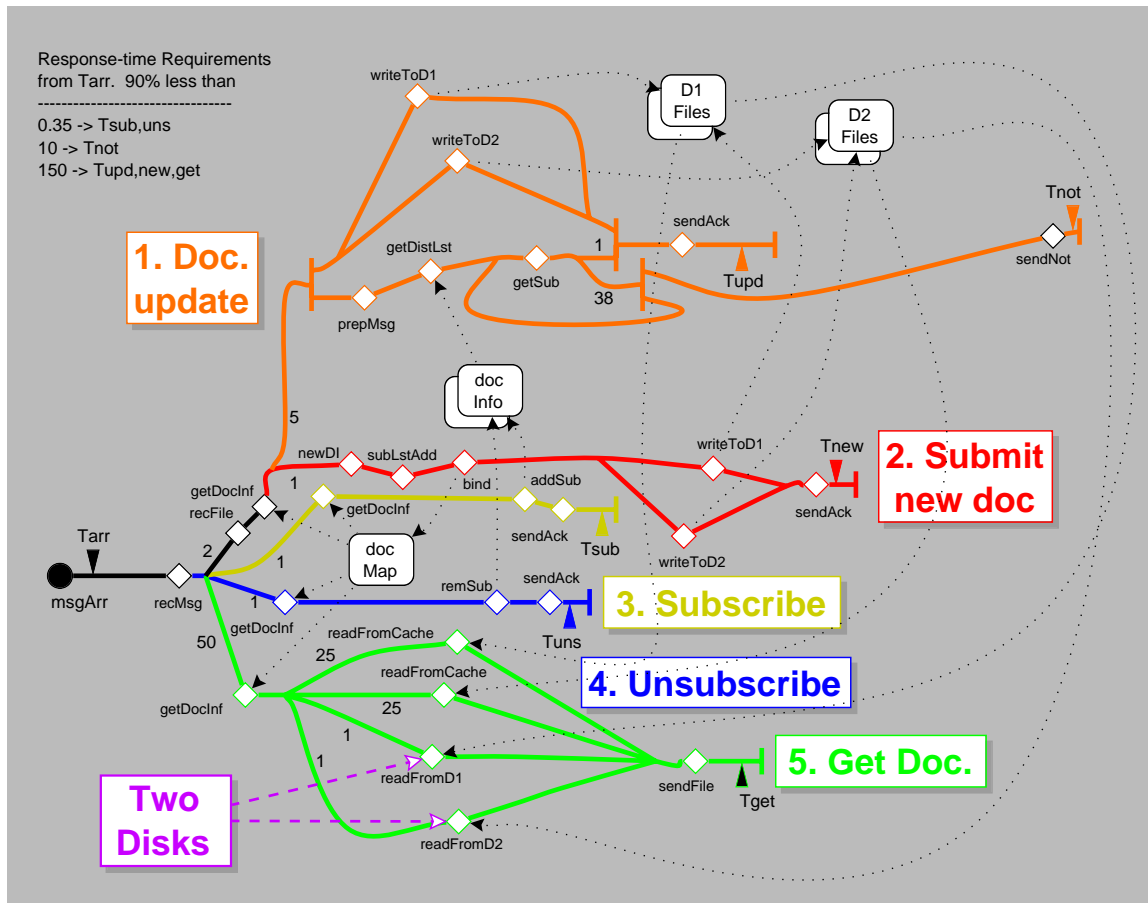 Response-time Requirements
from Tarr.  90% less than
---------------------------------
0.35 -> Tsub,uns
10 -> Tnot
150 -> Tupd,new,get
writeToD1
D1
Files
D2
Files
writeToD2
Tnot
1. Doc.
update
getDistLst
1
sendAck
getSub
38
Tupd
sendNot
prepMsg
doc
Info
5
newDI
subLstAdd
bind
writeToD1
Tnew
2. Submit
new doc
1
getDocInf
recFile
getDocInf
addSub
sendAck
sendAck
Tarr
2
1
doc
Map
Tsub
writeToD2
msgArr
recMsg
1
remSub
sendAck
3. Subscribe
getDocInf
Tuns
50
readFromCache
25
readFromCache
4. Unsubscribe
getDocInf
25
1
1
readFromD1
sendFile
Tget
5. Get Doc.
Two
Disks
readFromD2